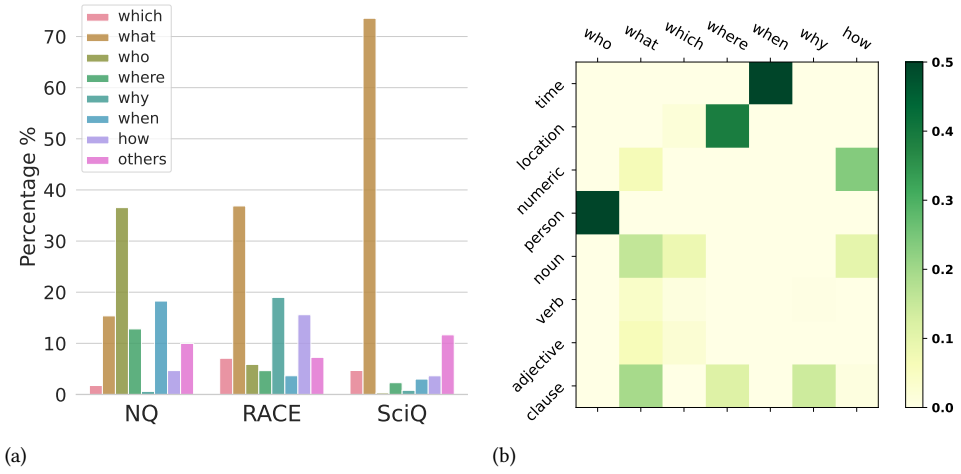 which
what
who
where
why
when
how
others
Percentage %
70
60
50
40
30
20
10
0
NQ RACE SciQ
(a)
who what which where when why how
time
location
numeric
person
noun
verb
adjective
clause
0.5
0.4
0.3
0.2
0.1
0.0
(b)